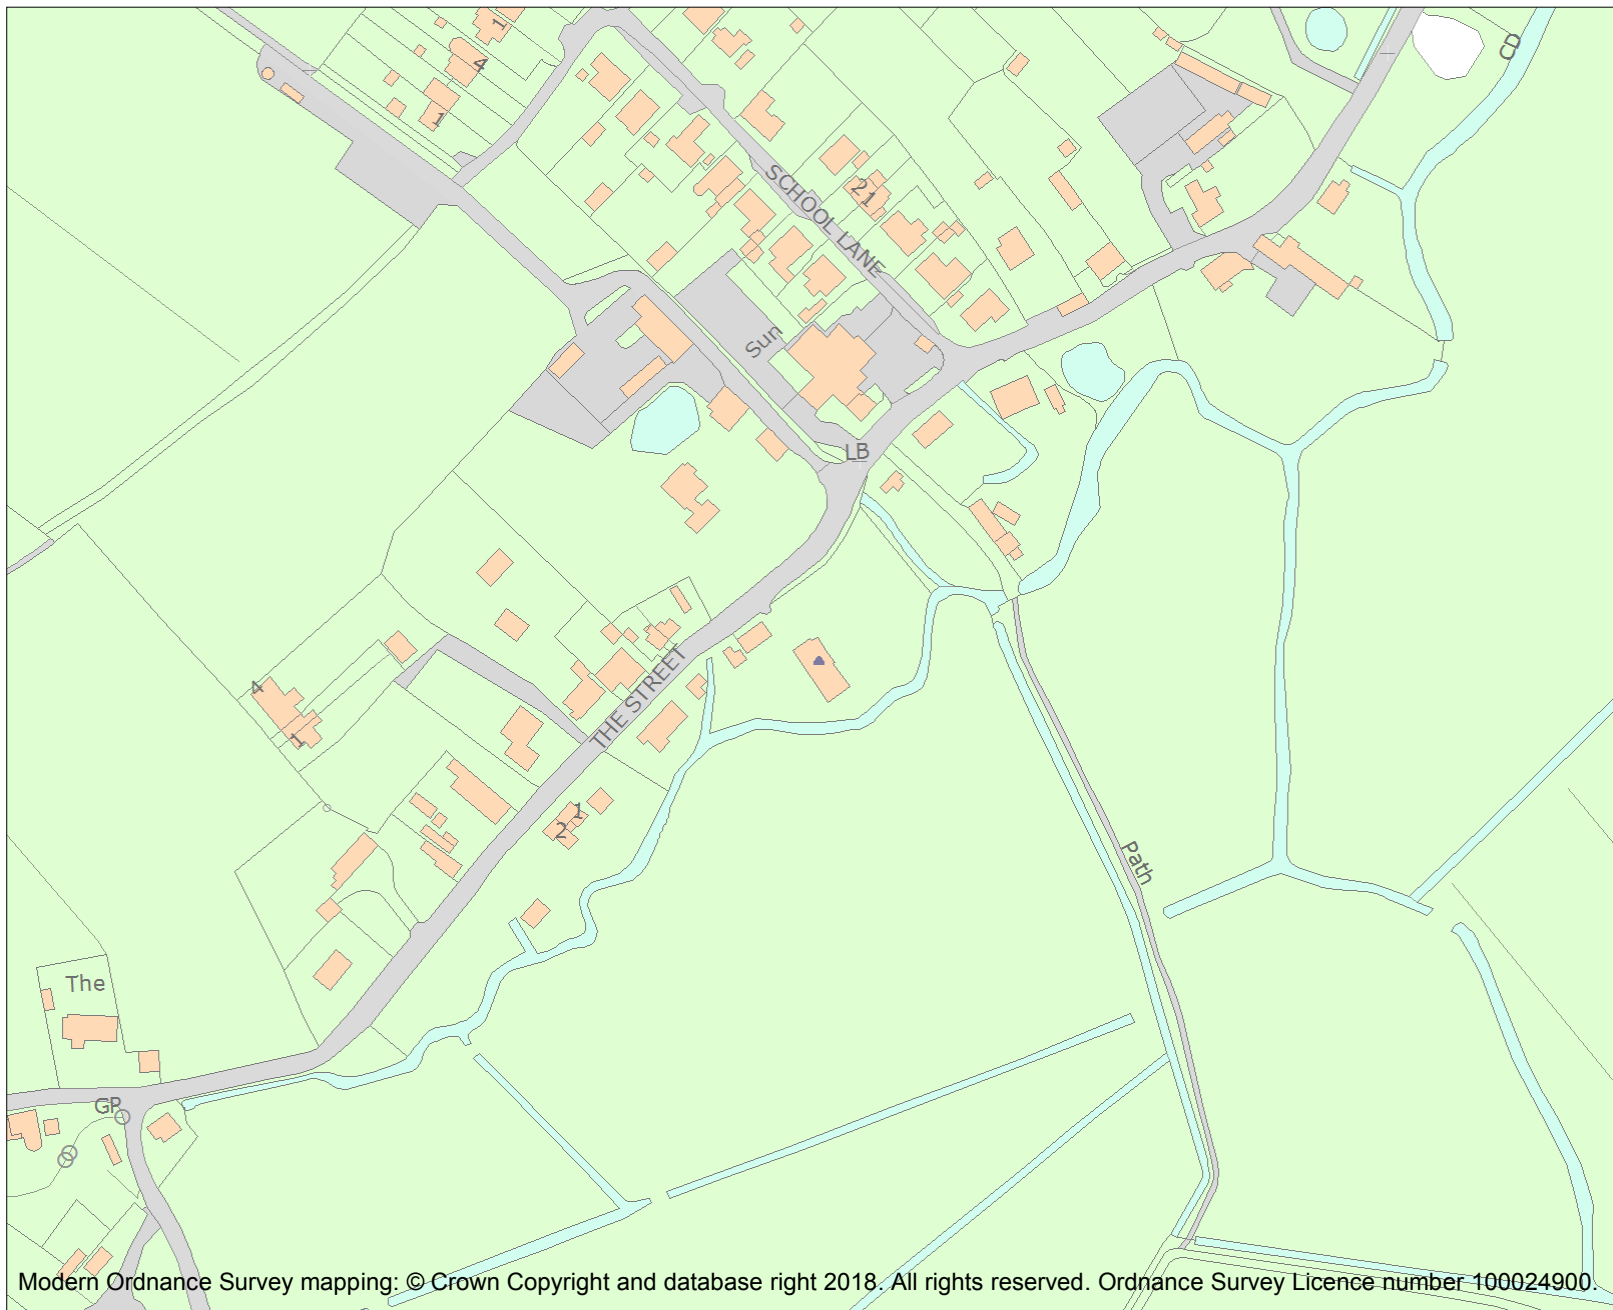 1
4
1
CD
SCHOOL LANE
21
Sun
LB
THE STREET
4
1
1
2
Path
The
GP
Modern Ordnance Survey mapping: © Crown Copyright and database right 2018. All rights reserved. Ordnance Survey Licence number 100024900.